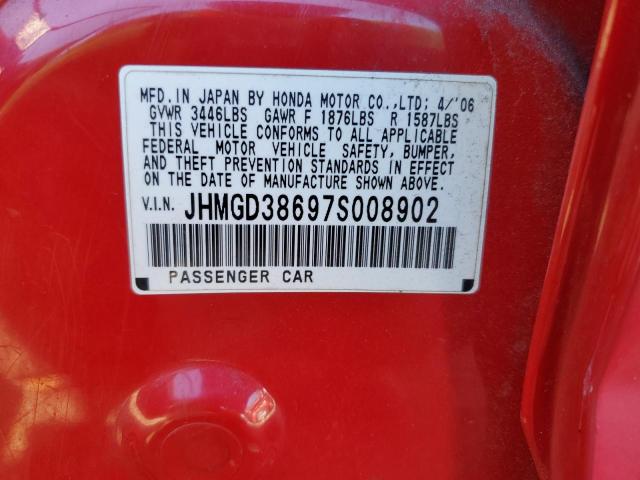 MFD. IN JAPAN BY HONDA MOTOR CO.,LTD; 4/'06
GVWR 3446LBS GAWR F 1876LBS R 1587LBS
THIS VEHICLE CONFORMS TO ALL APPLICABLE
FEDERAL MOTOR VEHICLE SAFETY, BUMPER,
AND THEFT PREVENTION STANDARDS IN EFFECT
ON THE DATE OF MANUFACTURE SHOWN ABOVE.
V.I.N. JHMGD38697S008902
PASSENGER CAR